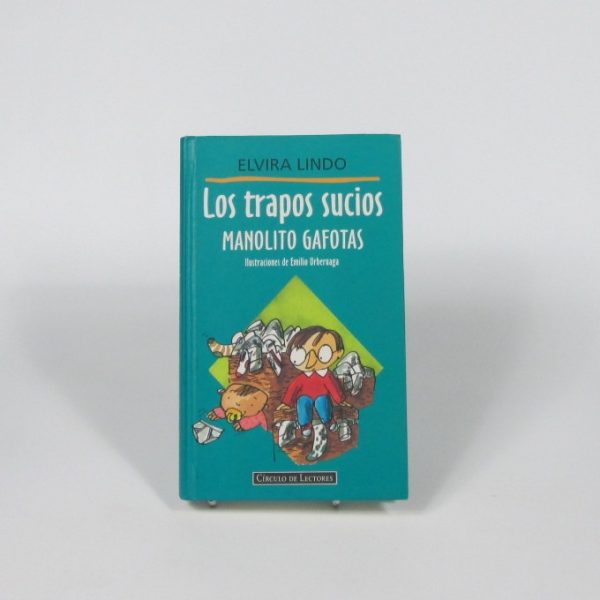 ELVIRA LINDO
Los trapos sucios
MANOLITO GAFOTAS
Ilustraciones de Emilio Urberuaga
CÍRCULO DE LECTORES